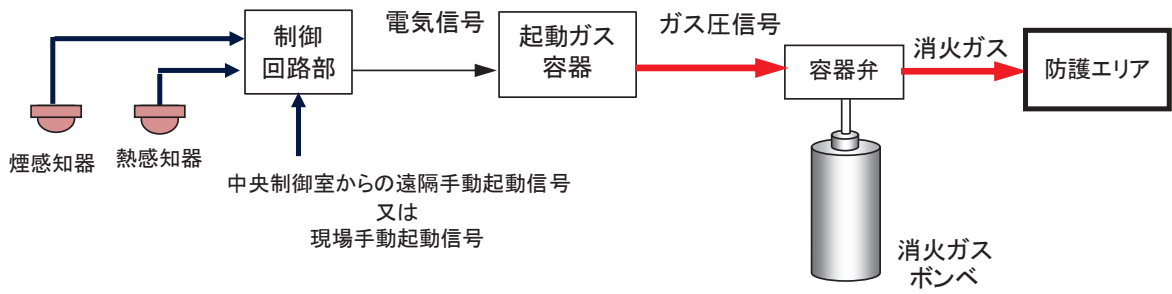 制御
回路部
電気信号
起動ガス
容器
ガス圧信号
容器弁
消火ガス
防護エリア
煙感知器
熱感知器
中央制御室からの遠隔手動起動信号
又は
現場手動起動信号
消火ガス
ボンベ